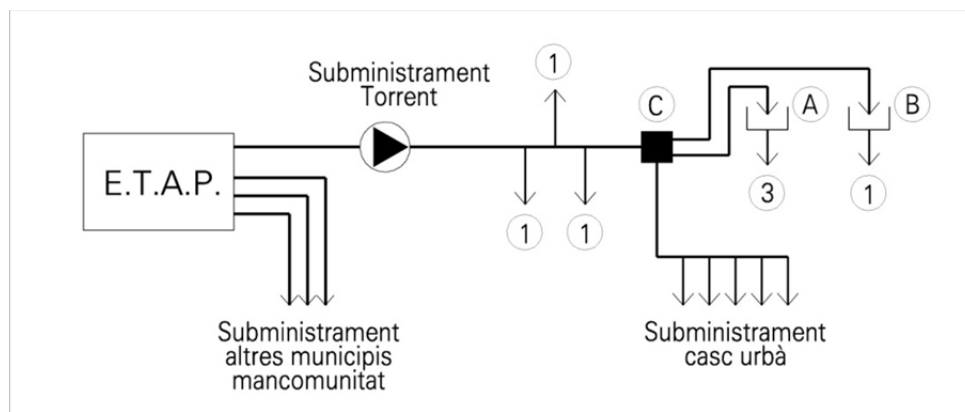 Subministrament
Torrent
1
C
A
B
E.T.A.P.
3
1
1
1
Subministrament
altres municipis
mancomunitat
Subministrament
casc urbà